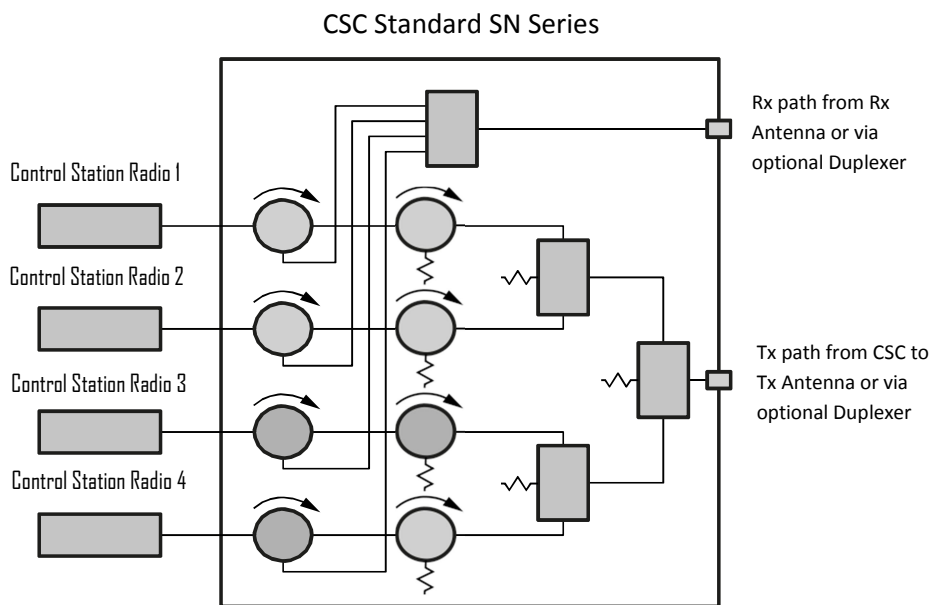 CSC Standard SN Series
Rx path from Rx
Antenna or via
optional Duplexer
Control Station Radio 1
Control Station Radio 2
Control Station Radio 3
Control Station Radio 4
Tx path from CSC to
Tx Antenna or via
optional Duplexer